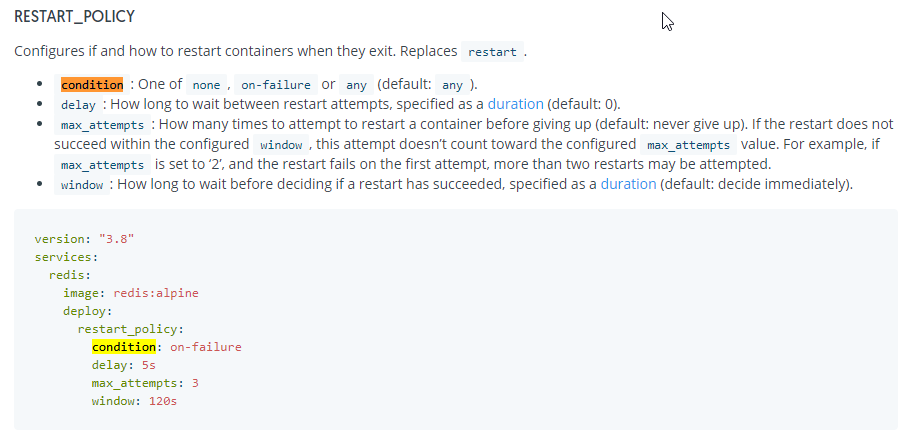 RESTART_POLICY
Configures if and how to restart containers when they exit. Replaces restart .
condition : One of none , on-failure or any (default: any ).
delay : How long to wait between restart attempts, specified as a duration (default: 0).
max_attempts : How many times to attempt to restart a container before giving up (default: never give up). If the restart does not
succeed within the configured window , this attempt doesn’t count toward the configured max_attempts value. For example, if
max_attempts is set to ‘2’, and the restart fails on the first attempt, more than two restarts may be attempted.
window : How long to wait before deciding if a restart has succeeded, specified as a duration (default: decide immediately).
version: "3.8"
services:
redis:
image: redis:alpine
deploy:
restart_policy:
condition: on-failure
delay: 5s
max_attempts: 3
window: 120s